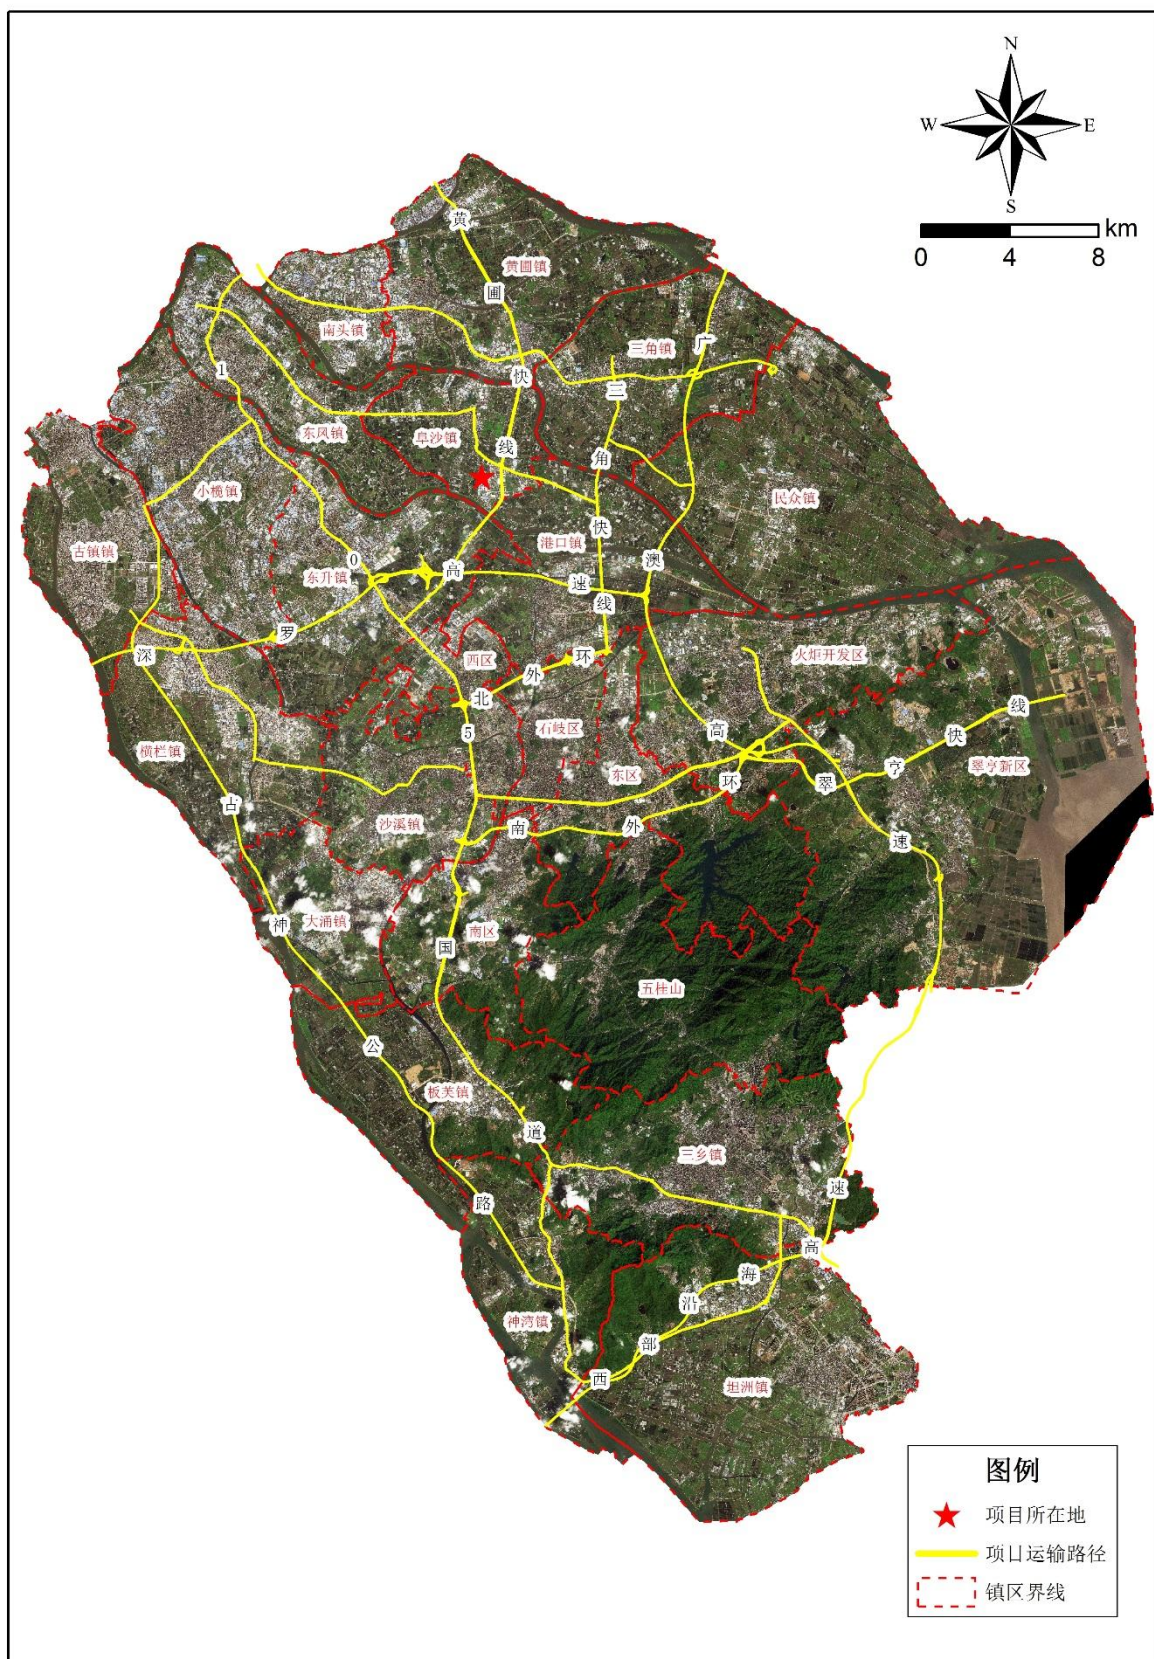 N
W
E
S
km
0
4
8
黄
黄圃镇
圃
南头镇
三角镇
广
1
快
三
东凤镇
阜沙镇
线
角
小榄镇
民众镇
古镇镇
快
港口镇
澳
0
东升镇
高
速
线
罗
深
西区
环
外
火炬开发区
北
石岐区
5
高
线
快
横栏镇
东区
环
翠
亨
翠亨新区
古
沙溪镇
南
外
速
神
大涌镇
南区
国
五桂山
公
板芙镇
道
三乡镇
路
速
高
海
沿
神湾镇
部
西
坦洲镇
图例
项目所在地
项目运输路径
镇区界线